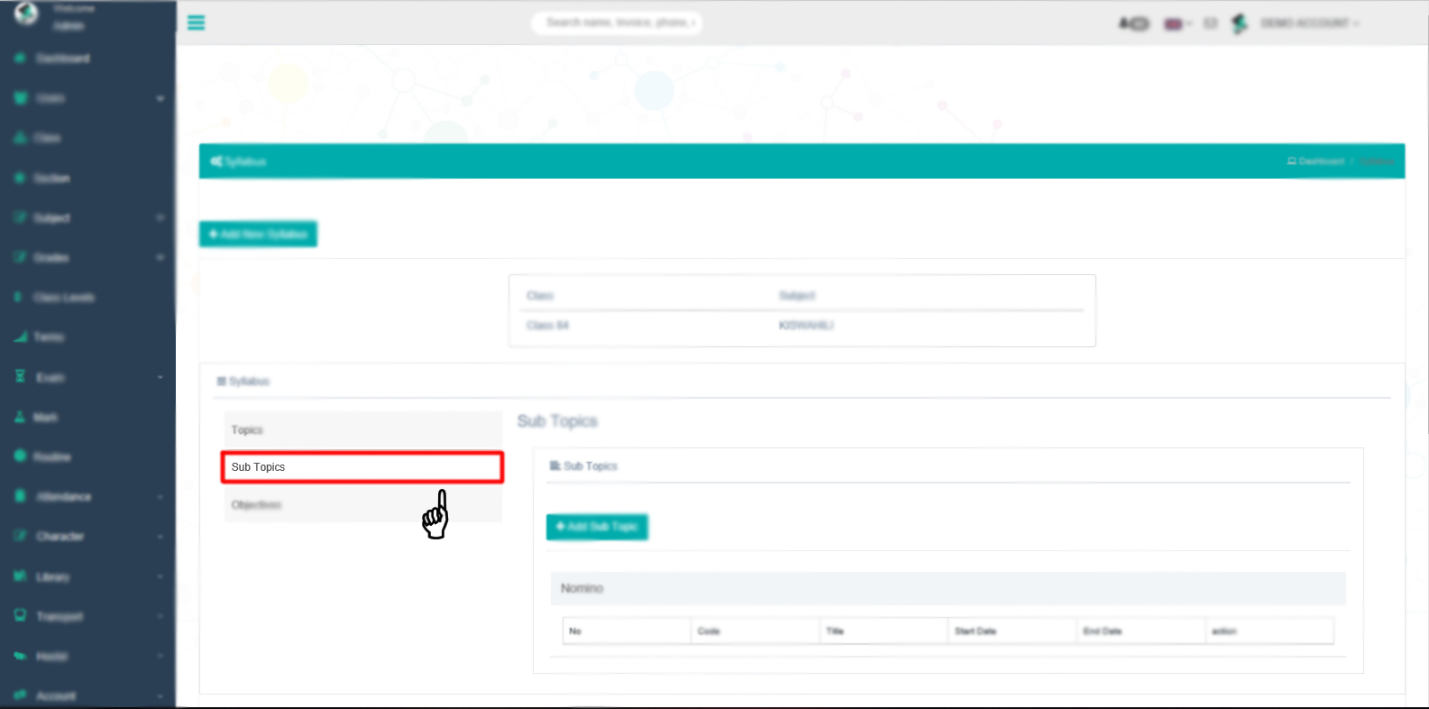 Welcome
Admin
Search name, invoice, phone,
DEMO ACCOUNT
Dashboard
Users
Class
Section
Subject
Grades
Class Levels
Terms
Exam
Mark
Routine
Attendance
Character
Library
Transport
Hostel
Account
Syllabus
Dashboard /
+ Add New Syllabus
Class Subject
Class 84 KISWAHILI
Syllabus
Topics
Sub Topics
Objectives
Sub Topics
Sub Topics
+ Add Sub Topic
Nomino
No Code Title Start Date End Date action